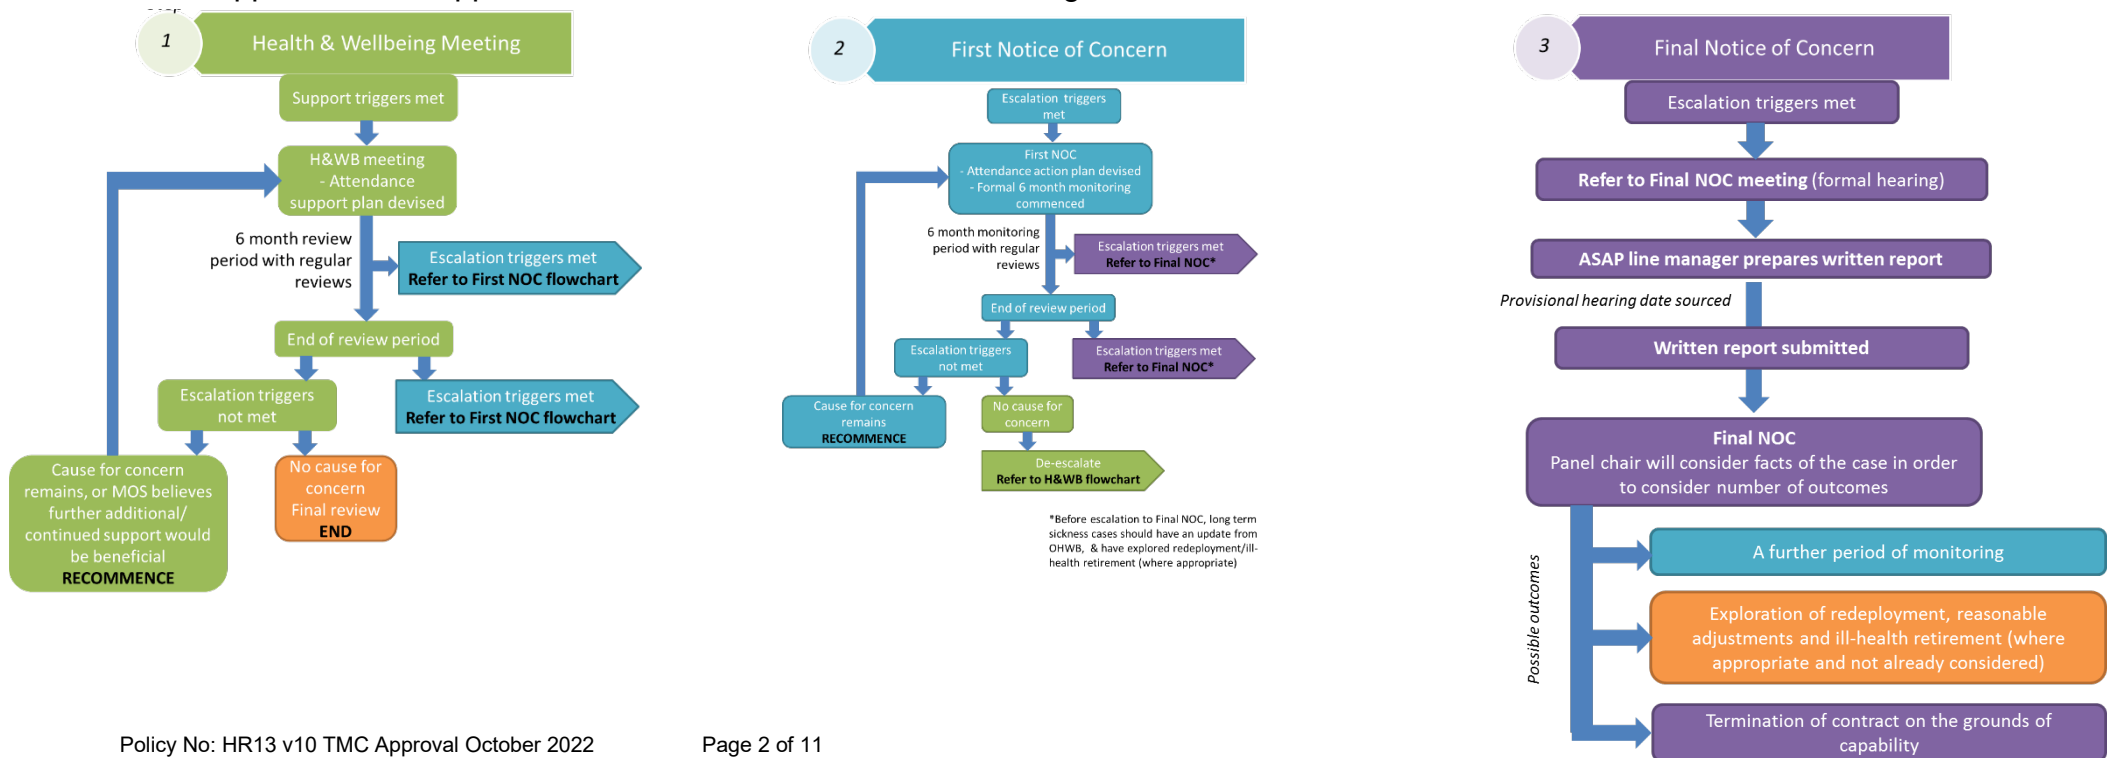 1
Health & Wellbeing Meeting
Support triggers met
H&WB meeting
- Attendance
support plan devised
6 month review
period with regular
reviews
Escalation triggers met
Refer to First NOC flowchart
End of review period
Escalation triggers
not met
Escalation triggers met
Refer to First NOC flowchart
Cause for concern
remains, or MOS believes
further additional/
continued support would
be beneficial
RECOMMENCE
No cause for
concern
Final review
END
2
First Notice of Concern
Escalation triggers
met
First NOC
- Attendance action plan devised
- Formal 6 month monitoring
commenced
6 month monitoring
period with regular
reviews
Escalation triggers met
Refer to Final NOC*
End of review period
Escalation triggers
not met
Escalation triggers met
Refer to Final NOC*
Cause for concern
remains
RECOMMENCE
No cause for
concern
De-escalate
Refer to H&WB flowchart
*Before escalation to Final NOC, long term
sickness cases should have an update from
OHWB, & have explored redeployment/ill-
health retirement (where appropriate)
3
Final Notice of Concern
Escalation triggers met
Refer to Final NOC meeting (formal hearing)
ASAP line manager prepares written report
Provisional hearing date sourced
Written report submitted
Final NOC
Panel chair will consider facts of the case in order
to consider number of outcomes
Possible outcomes
A further period of monitoring
Exploration of redeployment, reasonable
adjustments and ill-health retirement (where
appropriate and not already considered)
Termination of contract on the grounds of
capability
Policy No: HR13 v10 TMC Approval October 2022
Page 2 of 11